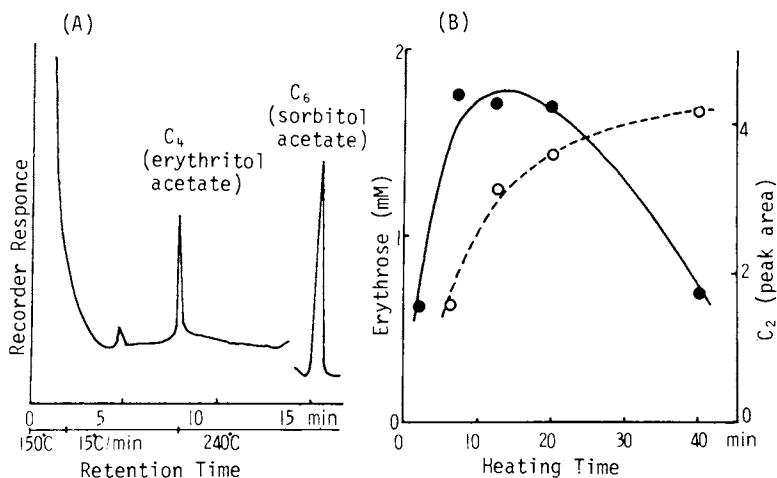 (A)
C₆
(sorbitol
acetate)
C₄
(erythritol
acetate)
Recorder Responce
0 5 10 15 min
150℃ 15℃/min 240℃
Retention Time
(B)
2
1
0
Erythrose (mM)
4
2
0
C₂ (peak area)
0 10 20 30 40 min
Heating Time